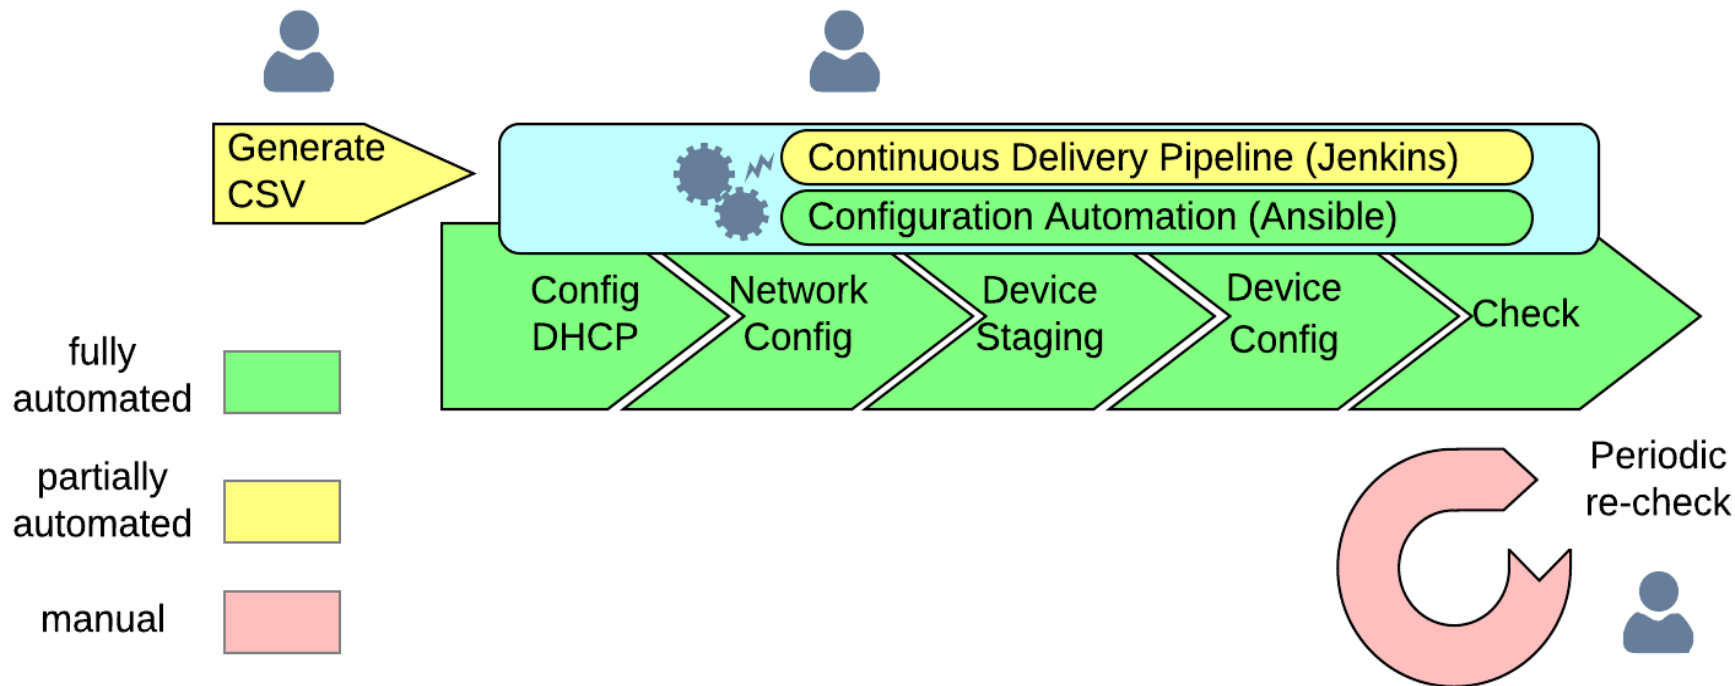 Generate
CSV
Continuous Delivery Pipeline (Jenkins)
Configuration Automation (Ansible)
Config
DHCP
Network
Config
Device
Staging
Device
Config
Check
fully
automated
partially
automated
manual
Periodic
re-check